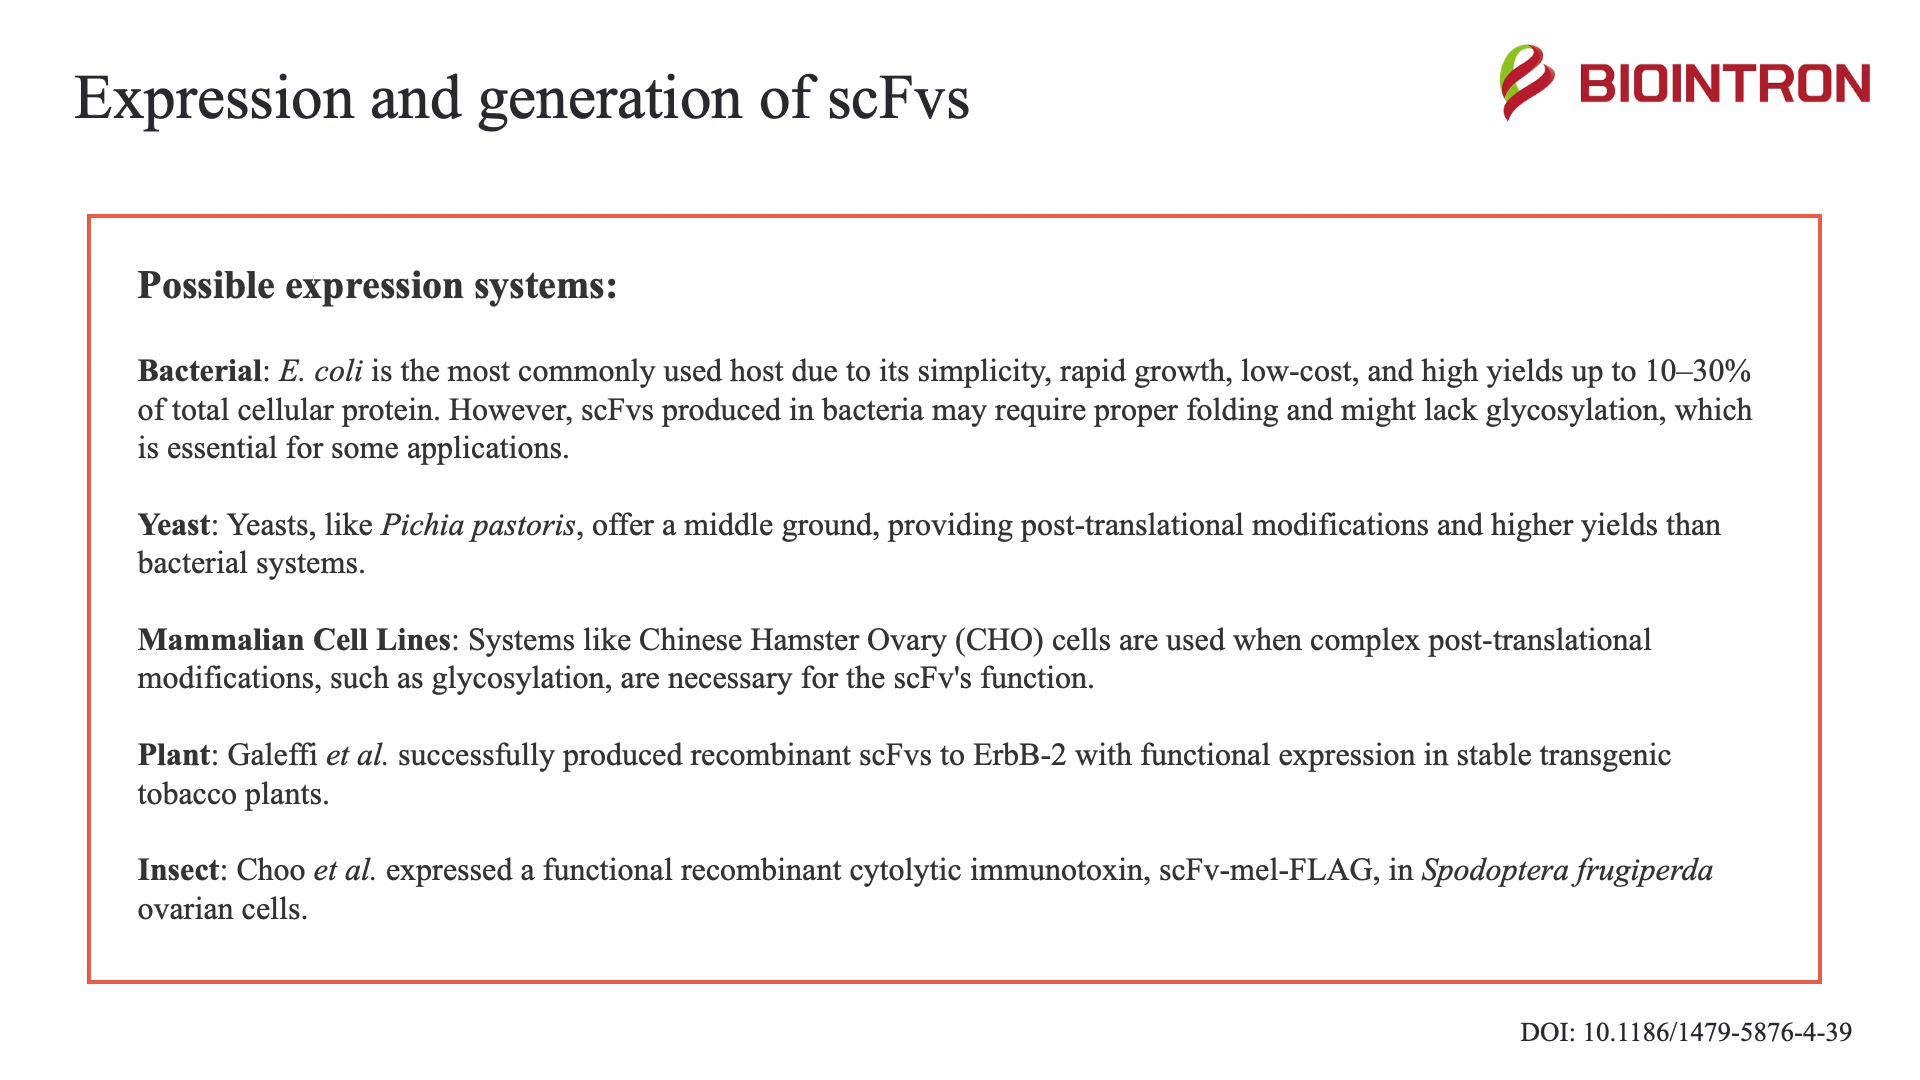 Expression and generation of scFvs
BIOINTRON
Possible expression systems:
Bacterial: E. coli is the most commonly used host due to its simplicity, rapid growth, low-cost, and high yields up to 10–30%
of total cellular protein. However, scFvs produced in bacteria may require proper folding and might lack glycosylation, which
is essential for some applications.
Yeast: Yeasts, like Pichia pastoris, offer a middle ground, providing post-translational modifications and higher yields than
bacterial systems.
Mammalian Cell Lines: Systems like Chinese Hamster Ovary (CHO) cells are used when complex post-translational
modifications, such as glycosylation, are necessary for the scFv's function.
Plant: Galeffi et al. successfully produced recombinant scFvs to ErbB-2 with functional expression in stable transgenic
tobacco plants.
Insect: Choo et al. expressed a functional recombinant cytolytic immunotoxin, scFv-mel-FLAG, in Spodoptera frugiperda
ovarian cells.
DOI: 10.1186/1479-5876-4-39